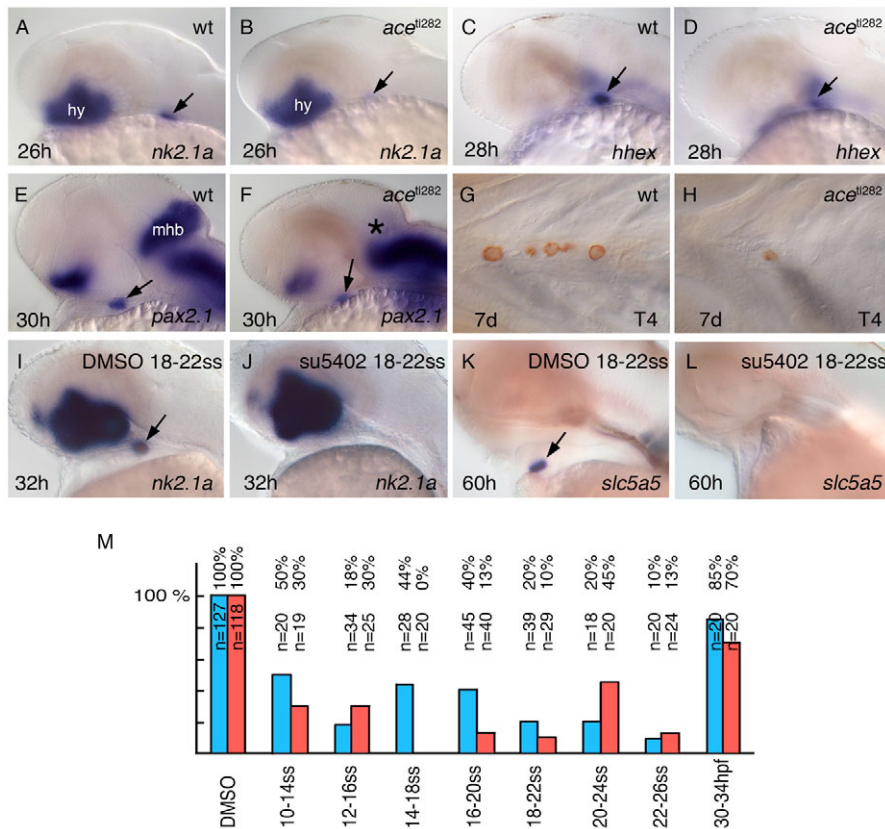 A wt
hy
26h nk2.1a
B ace^ti282
hy
26h nk2.1a
C wt
28h hhex
D ace^ti282
28h hhex
E wt
mhb
30h pax2.1
F ace^ti282
*
30h pax2.1
G wt
7d T4
H ace^ti282
7d T4
I DMSO 18-22ss
32h nk2.1a
J su5402 18-22ss
32h nk2.1a
K DMSO 18-22ss
60h slc5a5
L su5402 18-22ss
60h slc5a5
M
100 %
100% 100%
50% 30%
18% 30%
44% 0%
40% 13%
20% 10%
20% 45%
10% 13%
85% 70%
n=127 n=118
n=20 n=19
n=34 n=25
n=28 n=20
n=45 n=40
n=39 n=29
n=18 n=20
n=20 n=24
n=20 n=20
DMSO
10-14ss
12-16ss
14-18ss
16-20ss
18-22ss
20-24ss
22-26ss
30-34hpf